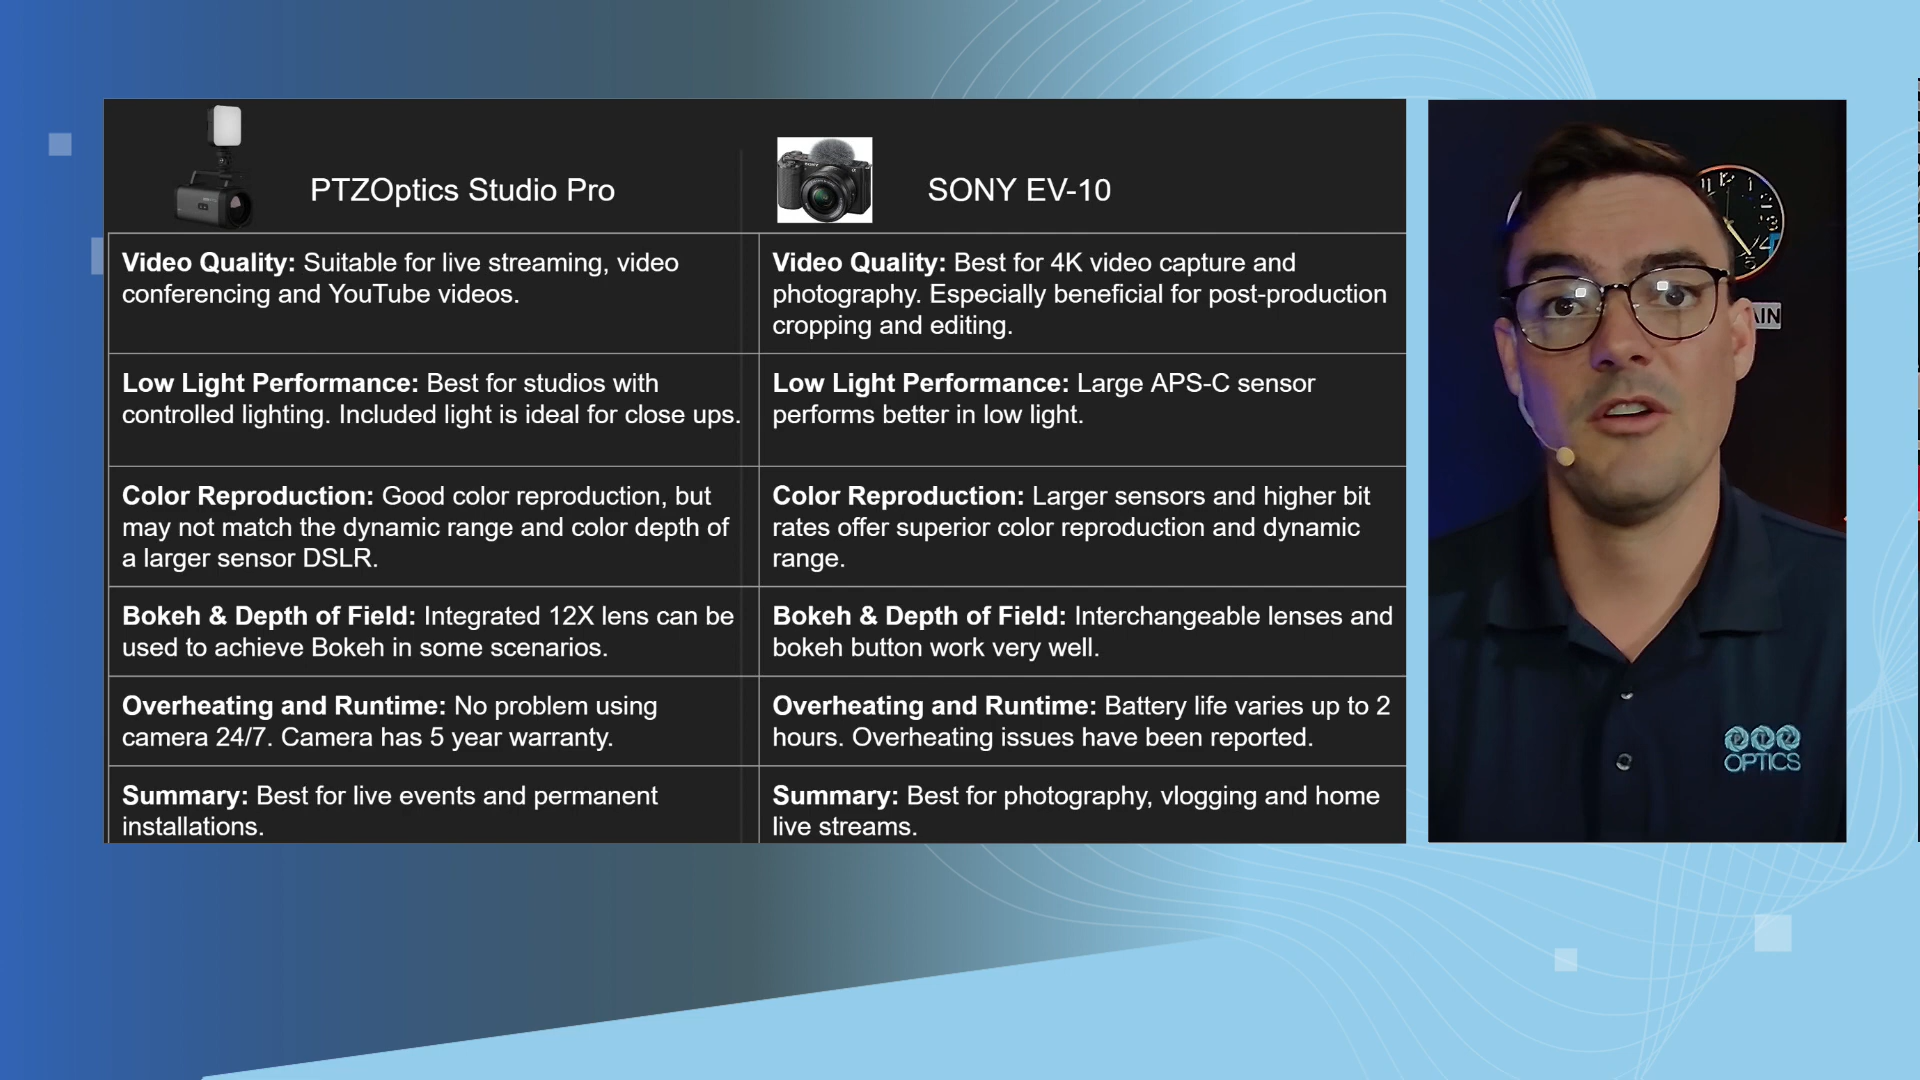 PTZOptics Studio Pro
SONY EV-10
Video Quality: Suitable for live streaming, video
conferencing and YouTube videos.
Video Quality: Best for 4K video capture and
photography. Especially beneficial for post-production
cropping and editing.
Low Light Performance: Best for studios with
controlled lighting. Included light is ideal for close ups.
Low Light Performance: Large APS-C sensor
performs better in low light.
Color Reproduction: Good color reproduction, but
may not match the dynamic range and color depth of
a larger sensor DSLR.
Color Reproduction: Larger sensors and higher bit
rates offer superior color reproduction and dynamic
range.
Bokeh & Depth of Field: Integrated 12X lens can be
used to achieve Bokeh in some scenarios.
Bokeh & Depth of Field: Interchangeable lenses and
bokeh button work very well.
Overheating and Runtime: No problem using
camera 24/7. Camera has 5 year warranty.
Overheating and Runtime: Battery life varies up to 2
hours. Overheating issues have been reported.
Summary: Best for live events and permanent
installations.
Summary: Best for photography, vlogging and home
live streams.
PTZ
OPTICS